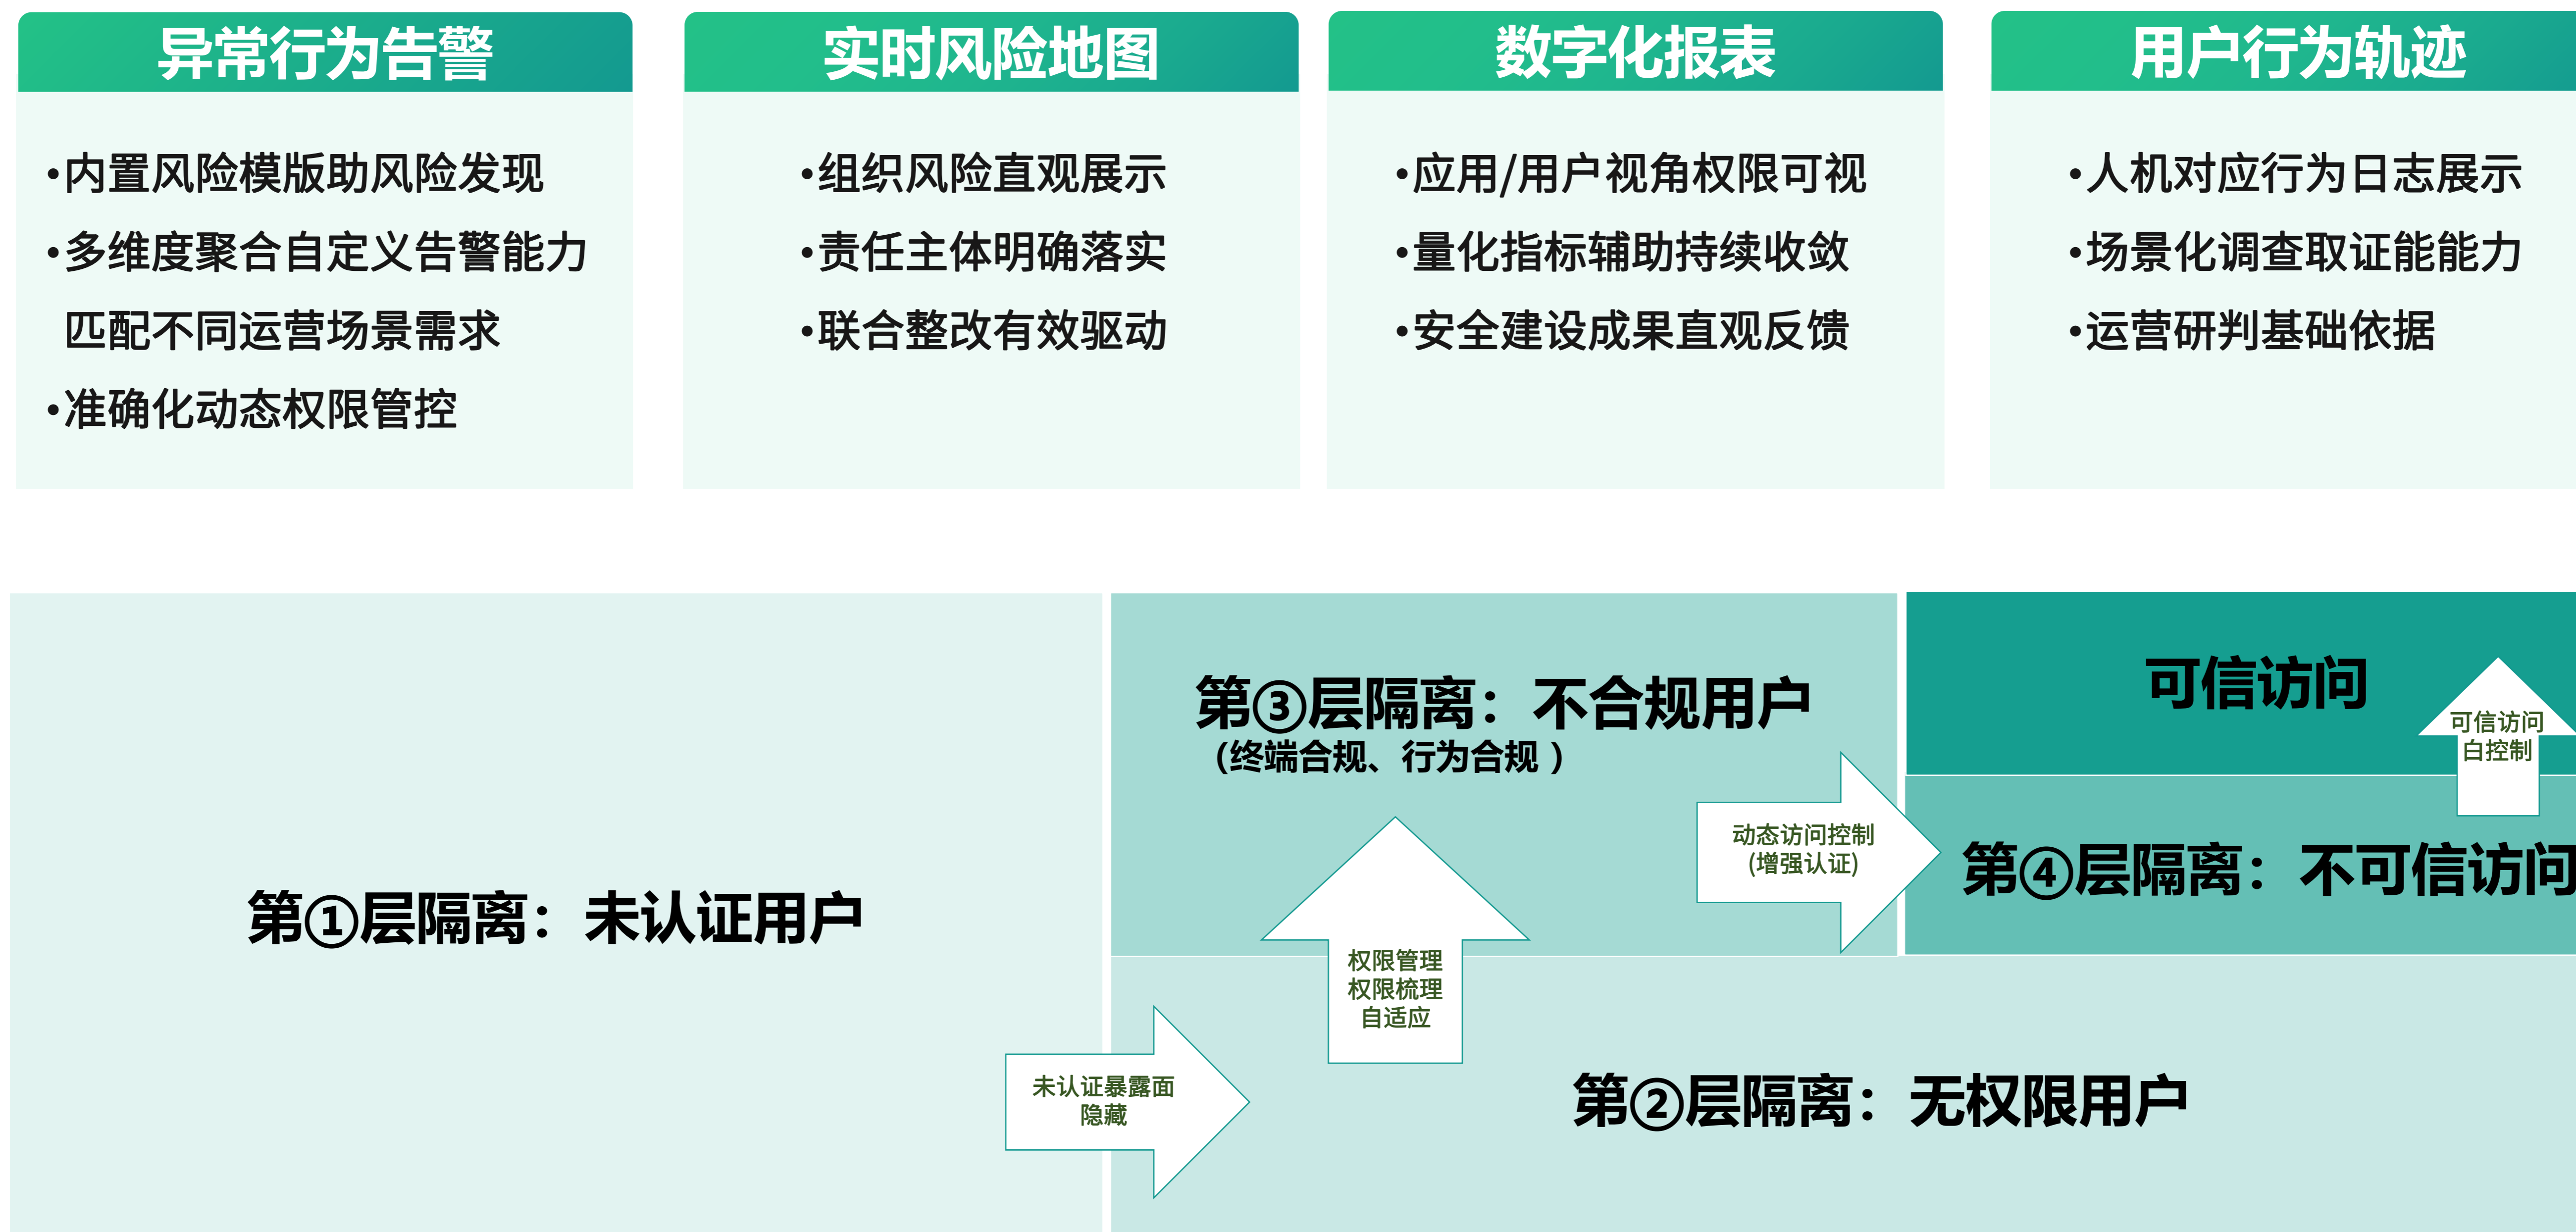 异常行为告警
•内置风险模版助风险发现
•多维度聚合自定义告警能力
匹配不同运营场景需求
•准确化动态权限管控
实时风险地图
•组织风险直观展示
•责任主体明确落实
•联合整改有效驱动
数字化报表
•应用/用户视角权限可视
•量化指标辅助持续收敛
•安全建设成果直观反馈
用户行为轨迹
•人机对应行为日志展示
•场景化调查取证能能力
•运营研判基础依据
第①层隔离：未认证用户
未认证暴露面
隐藏
第③层隔离：不合规用户
（终端合规、行为合规 ）
权限管理
权限梳理
自适应
动态访问控制
(增强认证)
可信访问
可信访问
白控制
第④层隔离：不可信访问
第②层隔离：无权限用户